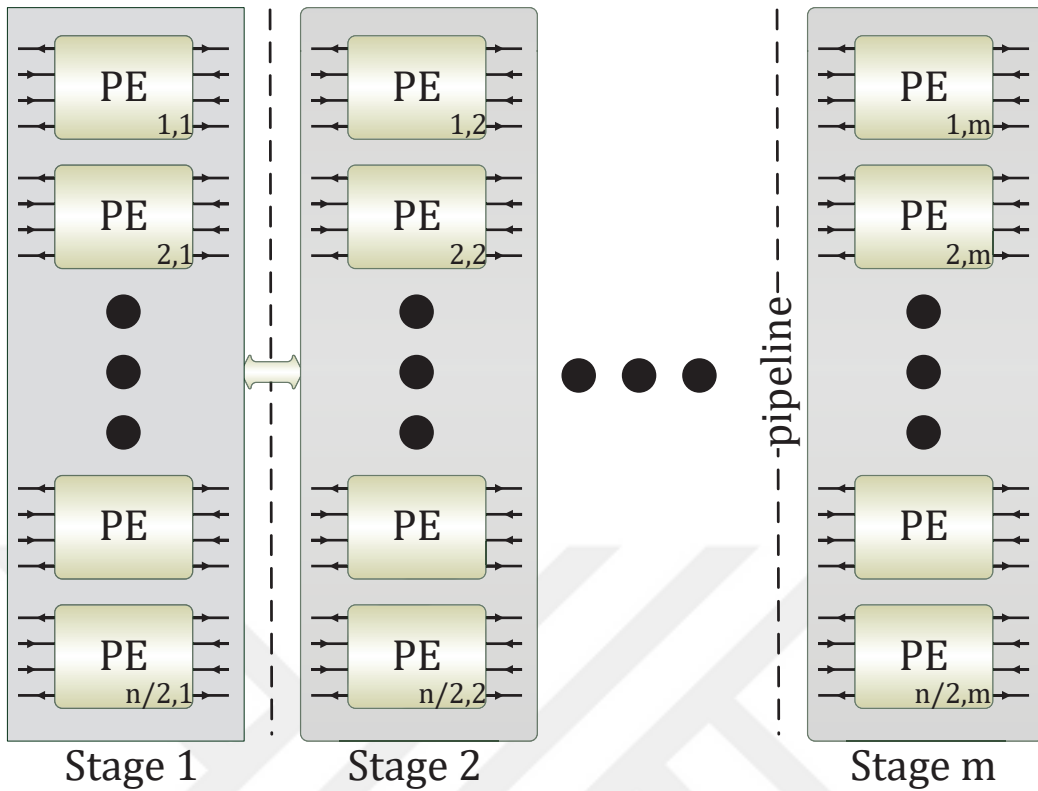 PE
1,1
PE
2,1
PE
PE
n/2,1
Stage 1
PE
1,2
PE
2,2
PE
PE
n/2,2
Stage 2
pipeline
PE
1,m
PE
2,m
PE
PE
n/2,m
Stage m